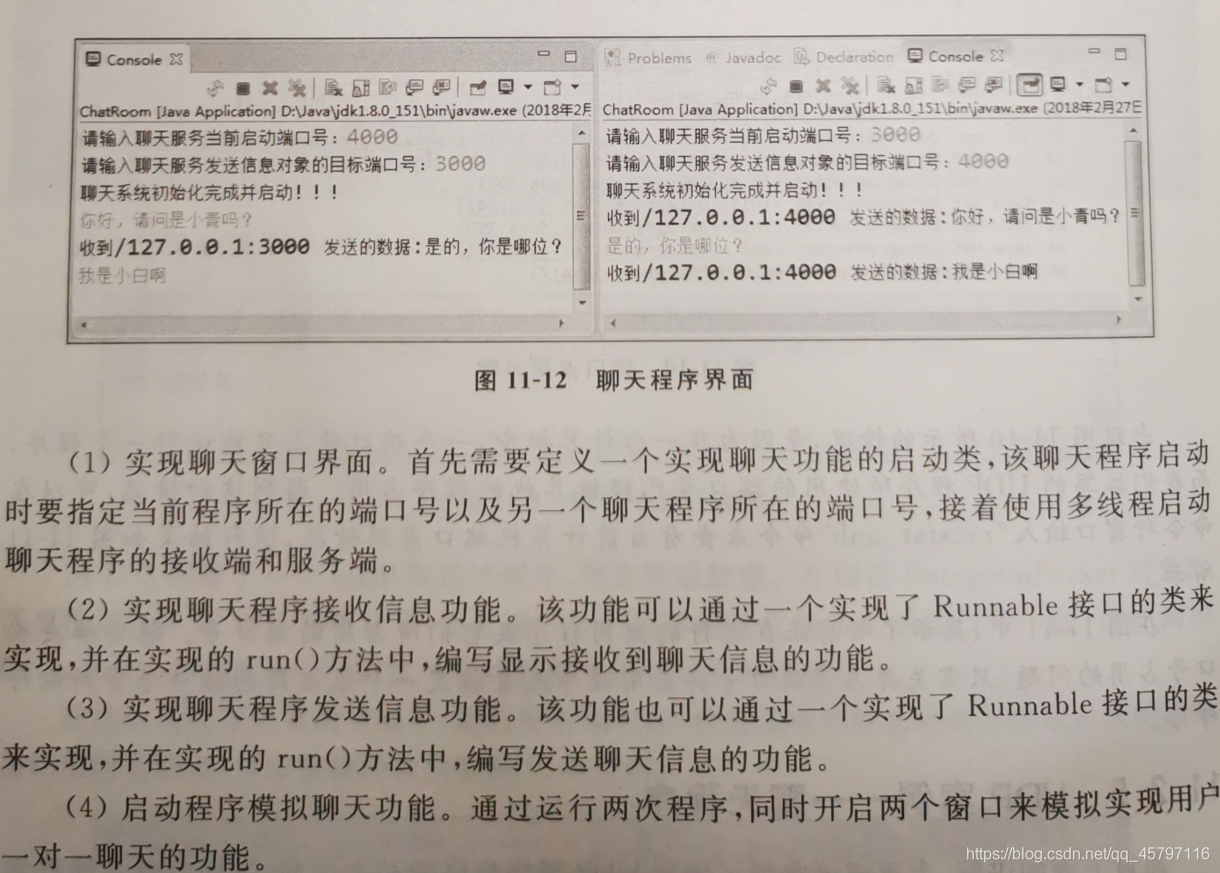 Console
ChatRoom [Java Application] D:\Java\jdk1.8.0_151\bin\javaw.exe (2018年2月
请输入聊天服务当前启动端口号：4000
请输入聊天服务发送信息对象的目标端口号：3000
聊天系统初始化完成并启动！！！
你好，请问是小青吗？
收到/127.0.0.1:3000 发送的数据：是的，你是哪位？
我是小白啊
Problems @ Javadoc Declaration Console
ChatRoom [Java Application] D:\Java\jdk1.8.0_151\bin\javaw.exe (2018年2月27日
请输入聊天服务当前启动端口号：3000
请输入聊天服务发送信息对象的目标端口号：4000
聊天系统初始化完成并启动！！！
收到/127.0.0.1:4000 发送的数据：你好，请问是小青吗？
是的，你是哪位？
收到/127.0.0.1:4000 发送的数据：我是小白啊
图 11-12 聊天程序界面
（1）实现聊天窗口界面。首先需要定义一个实现聊天功能的启动类，该聊天程序启动
时要指定当前程序所在的端口号以及另一个聊天程序所在的端口号，接着使用多线程启动
聊天程序的接收端和服务端。
（2）实现聊天程序接收信息功能。该功能可以通过一个实现了 Runnable 接口的类来
实现，并在实现的 run()方法中，编写显示接收到聊天信息的功能。
（3）实现聊天程序发送信息功能。该功能也可以通过一个实现了 Runnable 接口的类
来实现，并在实现的 run()方法中，编写发送聊天信息的功能。
（4）启动程序模拟聊天功能。通过运行两次程序，同时开启两个窗口来模拟实现用户
一对一聊天的功能。
https://blog.csdn.net/qq_45797116